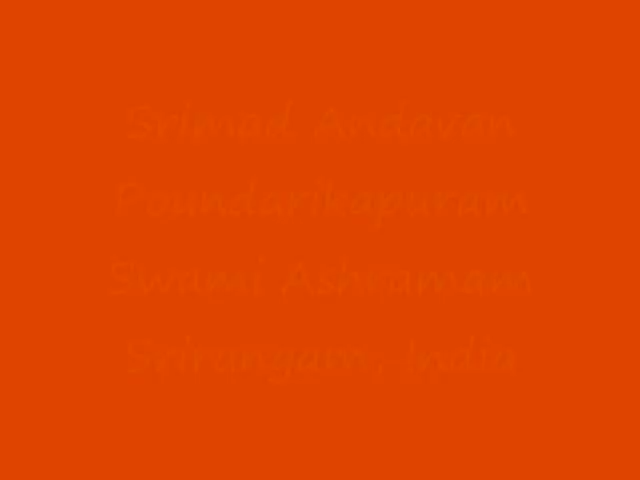 Srimad Andavan
Poundarikapuram
Swami Ashramam
Srirangam, India